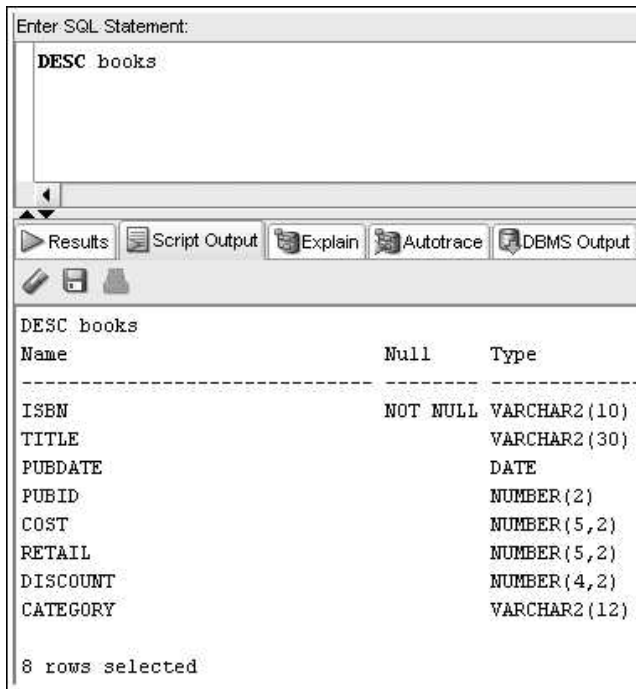 Enter SQL Statement:
DESC books
Results Script Output Explain Autotrace DBMS Output
DESC books
Name Null Type
------------------------------ -------- -------------
ISBN NOT NULL VARCHAR2(10)
TITLE VARCHAR2(30)
PUBDATE DATE
PUBID NUMBER(2)
COST NUMBER(5,2)
RETAIL NUMBER(5,2)
DISCOUNT NUMBER(4,2)
CATEGORY VARCHAR2(12)
8 rows selected